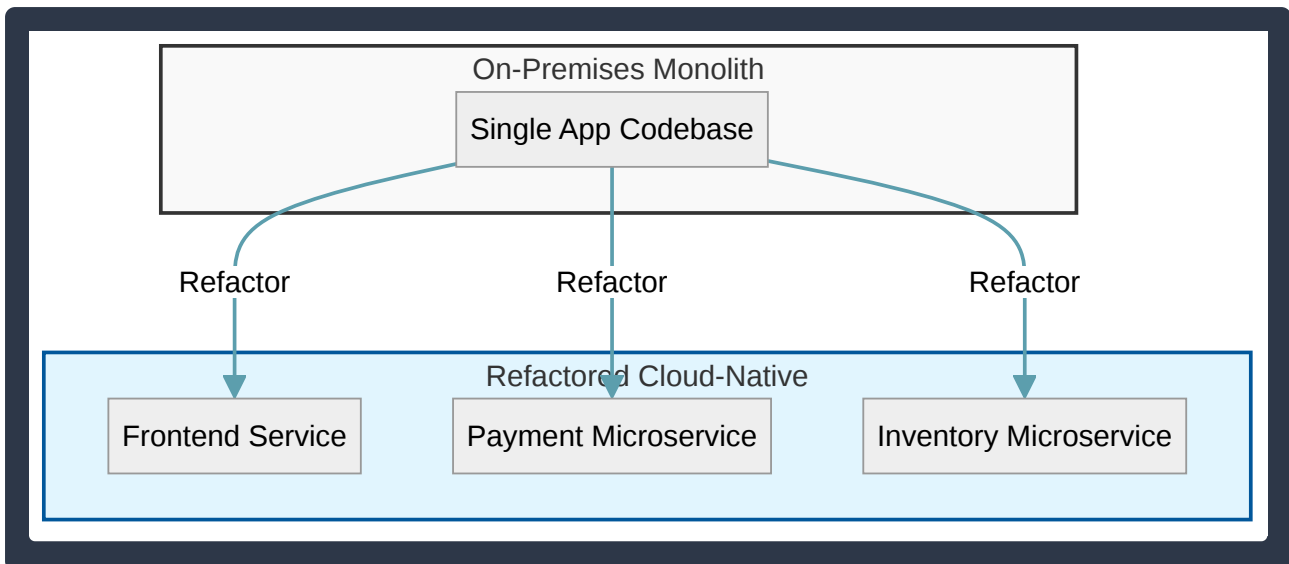 On-Premises Monolith
Single App Codebase
Refactor
Refactor
Refactor
Refactored Cloud-Native
Frontend Service
Payment Microservice
Inventory Microservice